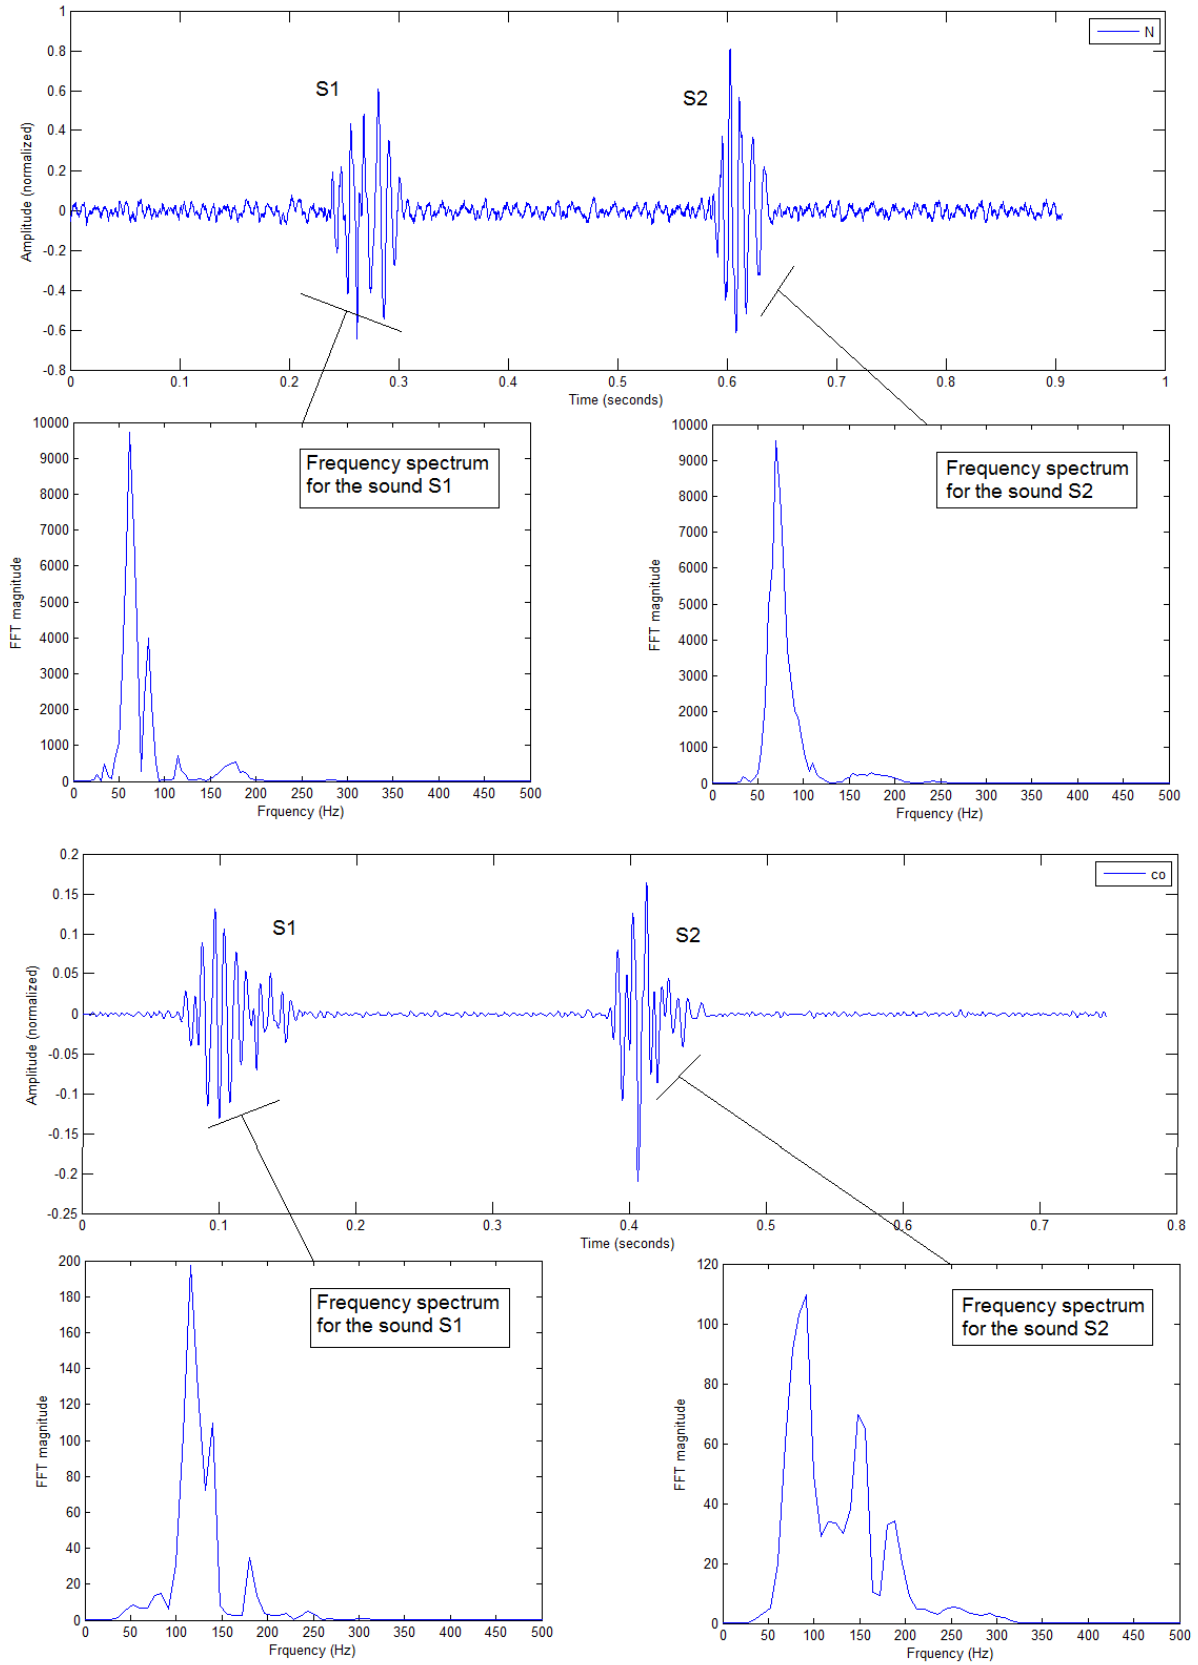 1
0.8
0.6
0.4
0.2
0
-0.2
-0.4
-0.6
-0.8
Amplitude (normalized)
S1
S2
N
0 0.1 0.2 0.3 0.4 0.5 0.6 0.7 0.8 0.9 1
Time (seconds)
10000
9000
8000
7000
6000
5000
4000
3000
2000
1000
0
FFT magnitude
Frequency spectrum
for the sound S1
0 50 100 150 200 250 300 350 400 450 500
Frquency (Hz)
10000
9000
8000
7000
6000
5000
4000
3000
2000
1000
0
FFT magnitude
Frequency spectrum
for the sound S2
0 50 100 150 200 250 300 350 400 450 500
Frquency (Hz)
0.2
0.15
0.1
0.05
0
-0.05
-0.1
-0.15
-0.2
-0.25
Amplitude (normalized)
S1
S2
co
0 0.1 0.2 0.3 0.4 0.5 0.6 0.7 0.8
Time (seconds)
200
180
160
140
120
100
80
60
40
20
0
FFT magnitude
Frequency spectrum
for the sound S1
0 50 100 150 200 250 300 350 400 450 500
Frquency (Hz)
120
100
80
60
40
20
0
FFT magnitude
Frequency spectrum
for the sound S2
0 50 100 150 200 250 300 350 400 450 500
Frquency (Hz)